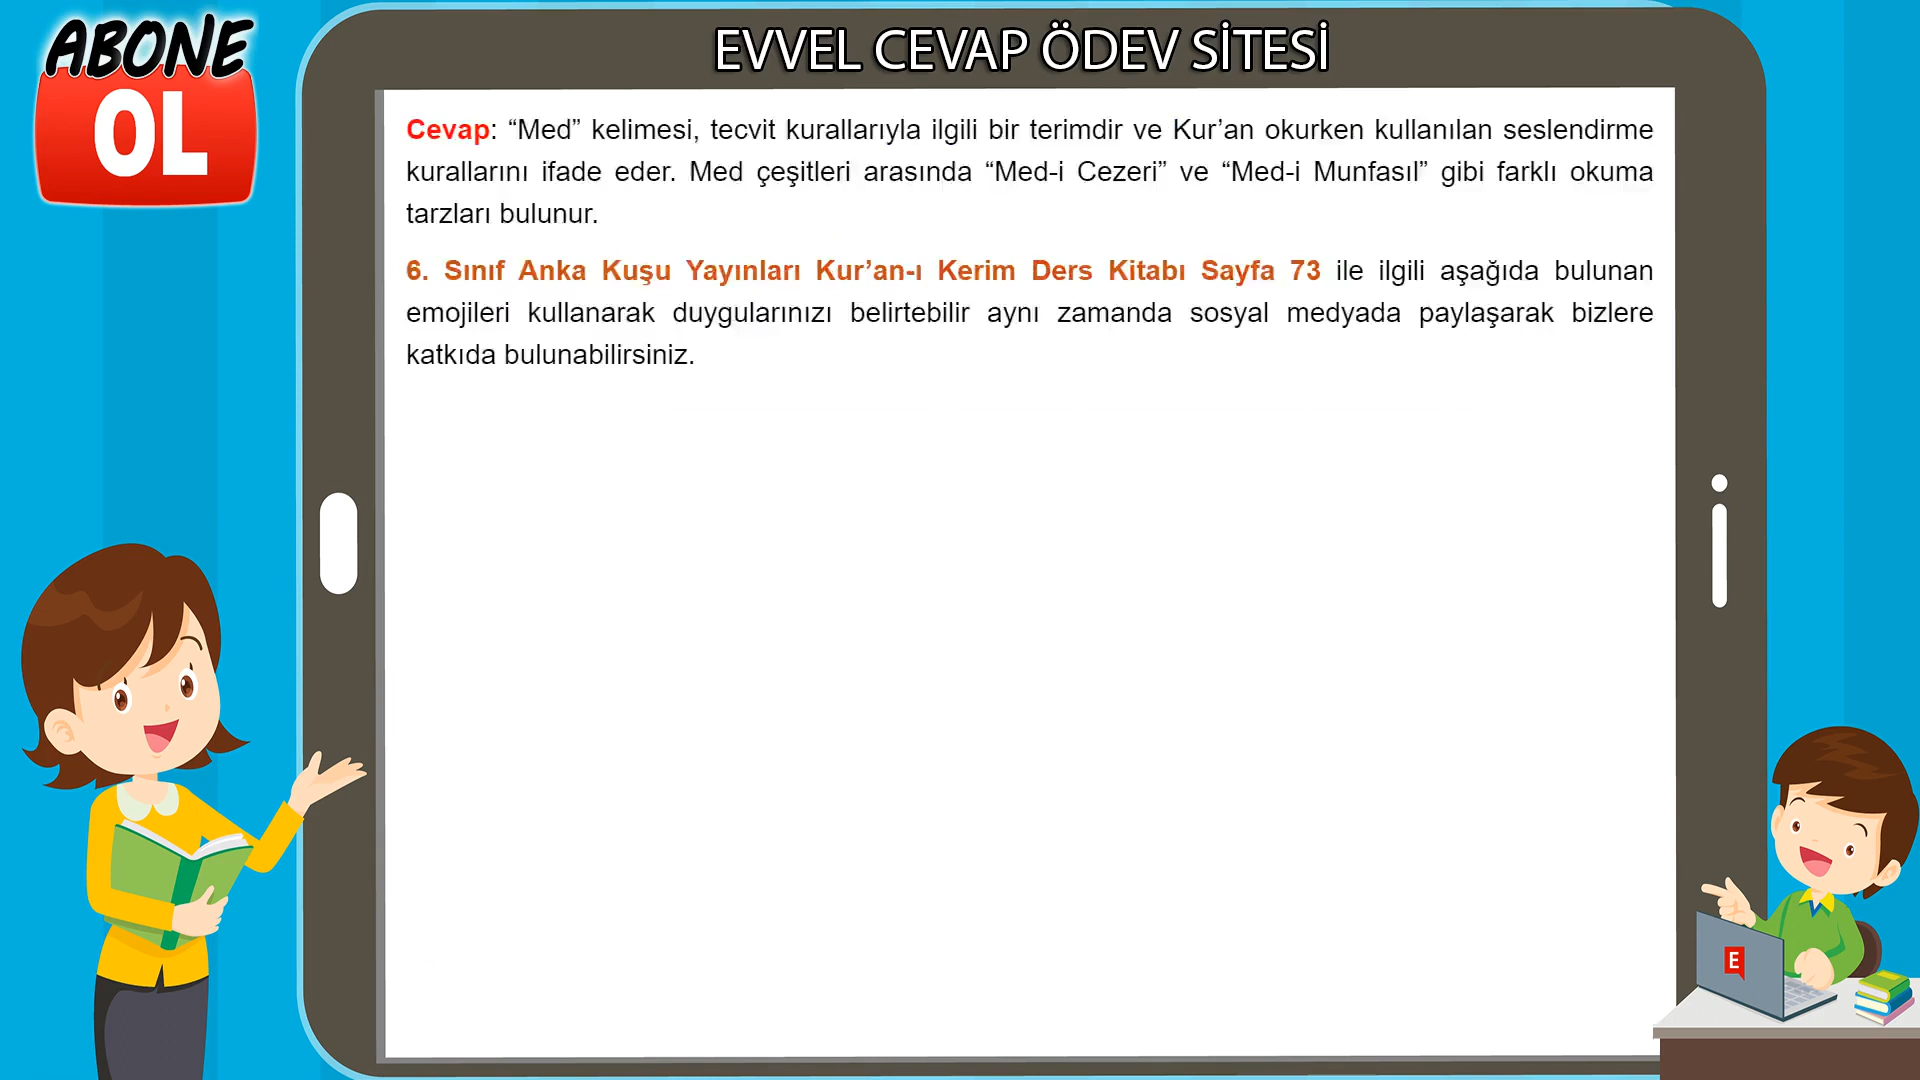 ABONE
OL
EVVEL CEVAP ÖDEV SİTESİ
Cevap: “Med” kelimesi, tecvit kurallarıyla ilgili bir terimdir ve Kur’an okurken kullanılan seslendirme
kurallarını ifade eder. Med çeşitleri arasında “Med-i Cezeri” ve “Med-i Munfasıl” gibi farklı okuma
tarzları bulunur.
6. Sınıf Anka Kuşu Yayınları Kur’an-ı Kerim Ders Kitabı Sayfa 73 ile ilgili aşağıda bulunan
emojileri kullanarak duygularınızı belirtebilir aynı zamanda sosyal medyada paylaşarak bizlere
katkıda bulunabilirsiniz.
E